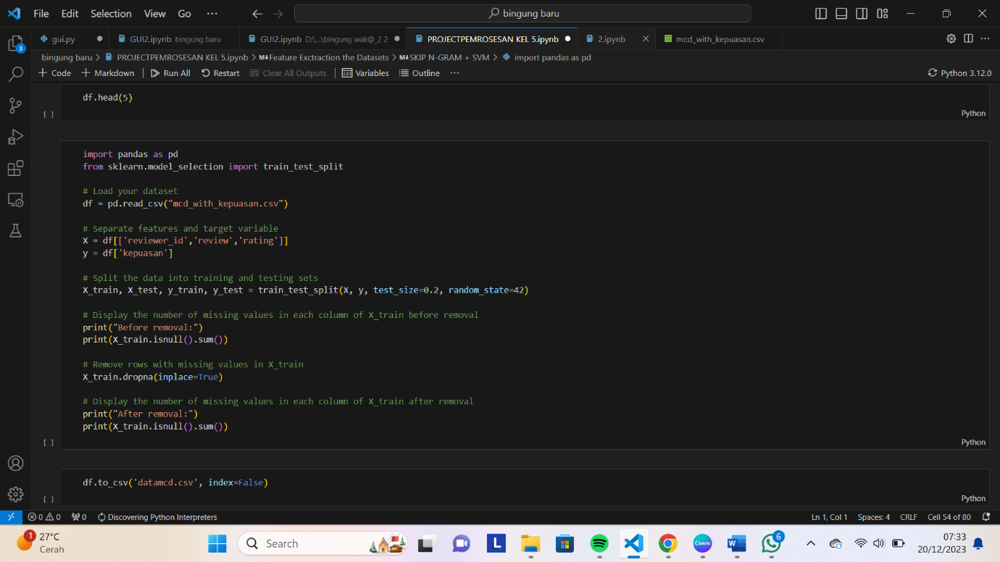 File Edit Selection View Go ... bingung baru
gui.py GUI2.ipynb bingung baru GUI2.ipynb D:\...\bingung wak@_2 2 PROJECTPEMROSESAN KEL 5.ipynb 2.ipynb mcd_with_kepuasan.csv
bingung baru > PROJECTPEMROSESAN KEL 5.ipynb > M↓Feature Exctraction the Datasets > M↓SKIP N-GRAM + SVM > import pandas as pd
+ Code + Markdown | Run All Restart Clear All Outputs | Variables Outline ... Python 3.12.0
df.head(5)
[ ] Python
import pandas as pd
from sklearn.model_selection import train_test_split
# Load your dataset
df = pd.read_csv("mcd_with_kepuasan.csv")
# Separate features and target variable
X = df[['reviewer_id','review','rating']]
y = df['kepuasan']
# Split the data into training and testing sets
X_train, X_test, y_train, y_test = train_test_split(X, y, test_size=0.2, random_state=42)
# Display the number of missing values in each column of X_train before removal
print("Before removal:")
print(X_train.isnull().sum())
# Remove rows with missing values in X_train
X_train.dropna(inplace=True)
# Display the number of missing values in each column of X_train after removal
print("After removal:")
print(X_train.isnull().sum())
[ ] Python
df.to_csv('datamcd.csv', index=False)
[ ] Python
0 0 0 Discovering Python Interpreters Ln 1, Col 1 Spaces: 4 CRLF Cell 54 of 80
3
1 27°C
Cerah
Search
L
Canva
W
6
07:33
20/12/2023